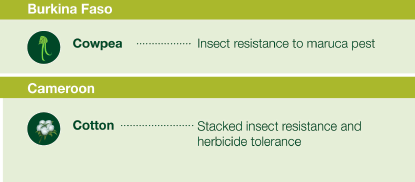 Burkina Faso
Cowpea ................... Insect resistance to maruca pest
Cameroon
Cotton ......................... Stacked insect resistance and
herbicide tolerance